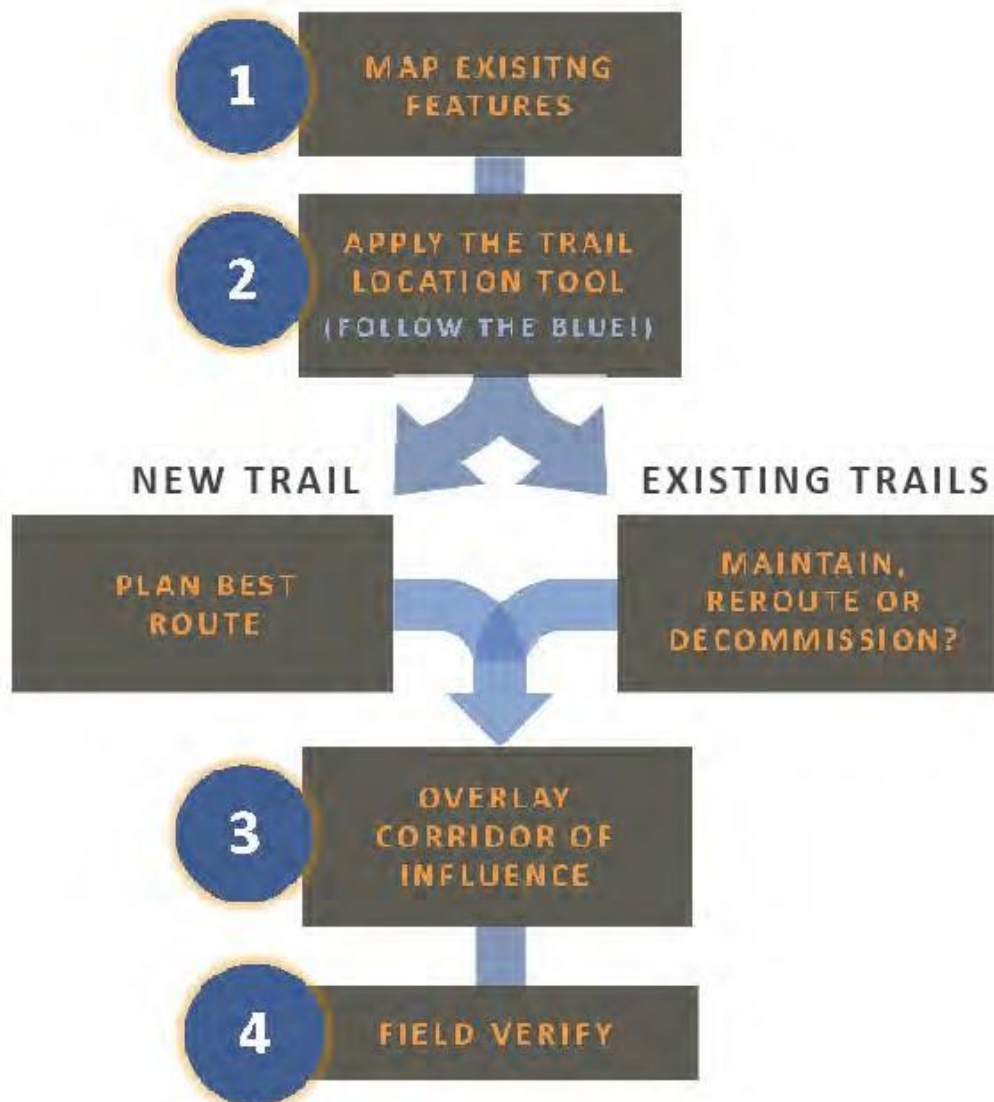 1
MAP EXISITNG
FEATURES
2
APPLY THE TRAIL
LOCATION TOOL
(FOLLOW THE BLUE!)
NEW TRAIL
EXISTING TRAILS
PLAN BEST
ROUTE
MAINTAIN,
REROUTE OR
DECOMMISSION?
3
OVERLAY
CORRIDOR OF
INFLUENCE
4
FIELD VERIFY